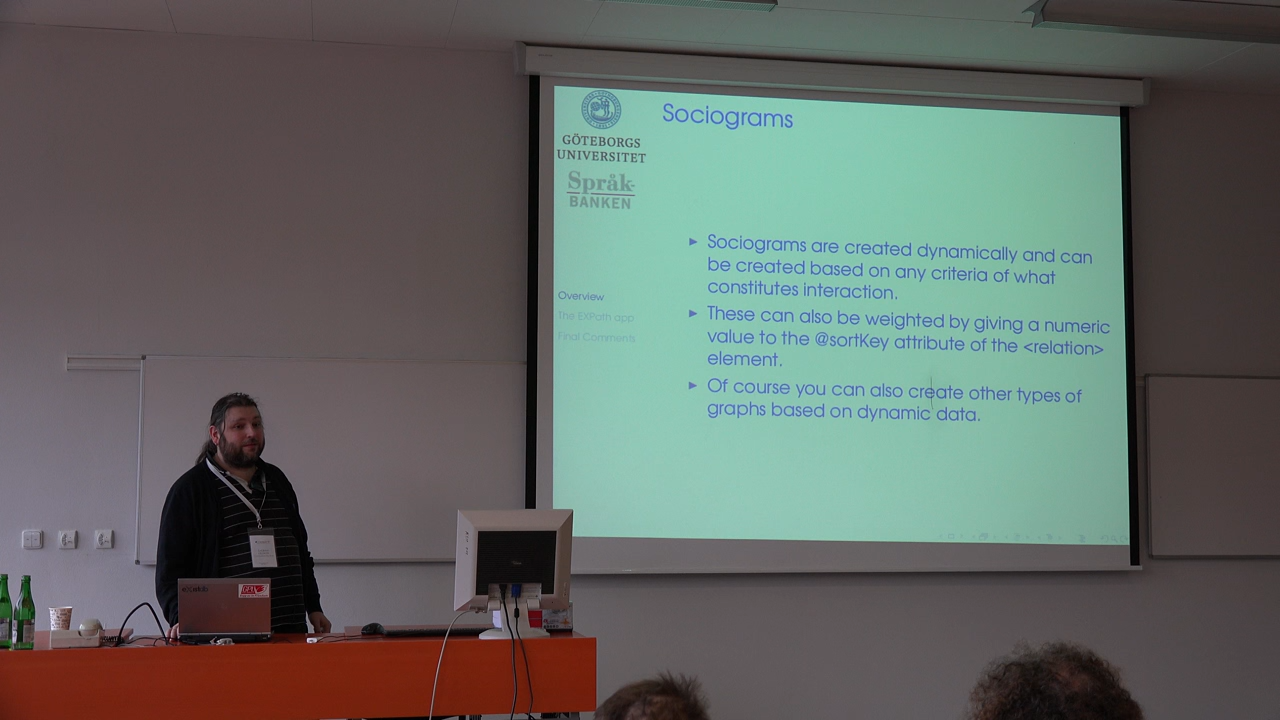 Sociograms
GÖTEBORGS
UNIVERSITET
Språk-
BANKEN
Overview
The EXPath app
Final Comments
▶ Sociograms are created dynamically and can
be created based on any criteria of what
constitutes interaction.
▶ These can also be weighted by giving a numeric
value to the @sortKey attribute of the <relation>
element.
▶ Of course you can also create other types of
graphs based on dynamic data.